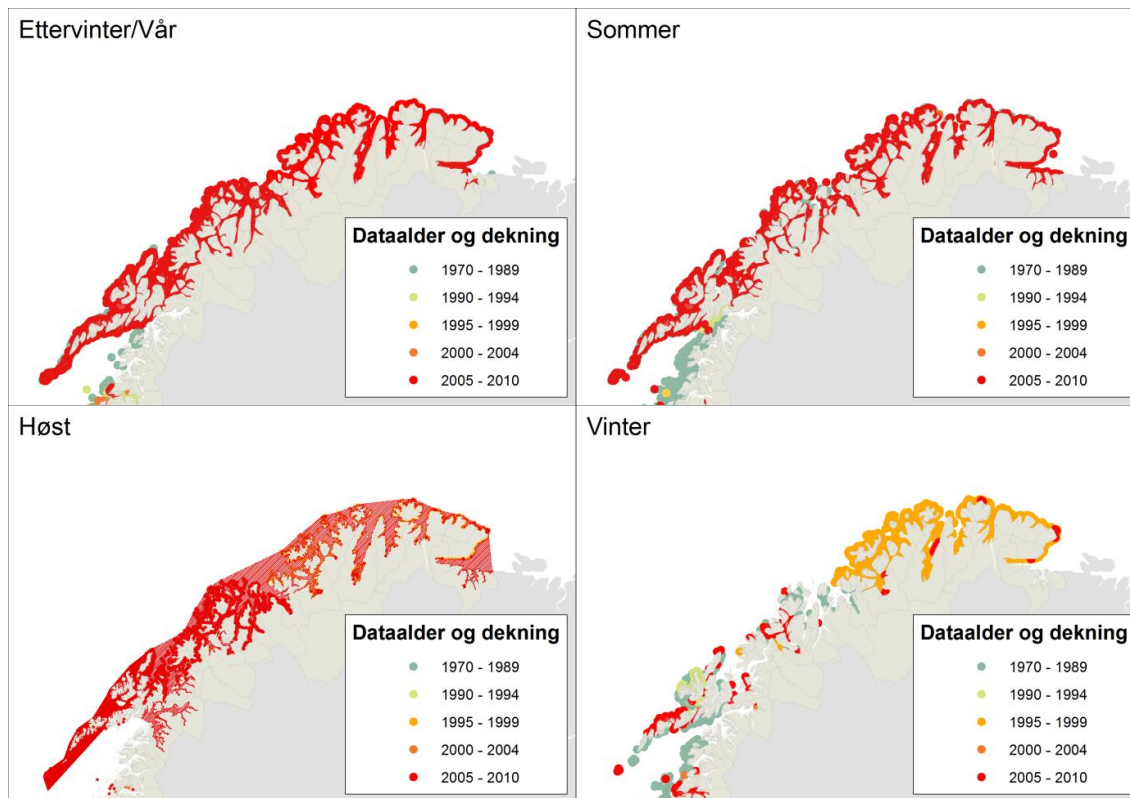 Ettervinter/Vår
Dataalder og dekning
1970 - 1989
1990 - 1994
1995 - 1999
2000 - 2004
2005 - 2010
Sommer
Dataalder og dekning
1970 - 1989
1990 - 1994
1995 - 1999
2000 - 2004
2005 - 2010
Høst
Dataalder og dekning
1970 - 1989
1990 - 1994
1995 - 1999
2000 - 2004
2005 - 2010
Vinter
Dataalder og dekning
1970 - 1989
1990 - 1994
1995 - 1999
2000 - 2004
2005 - 2010